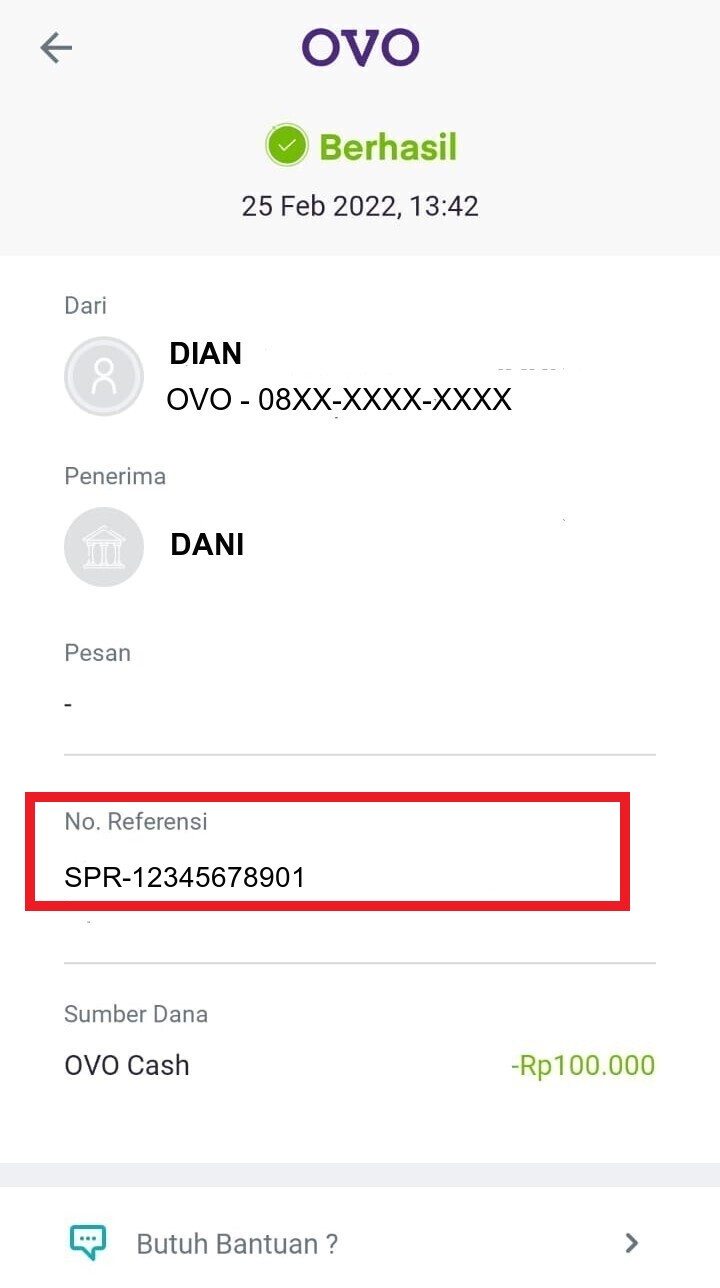 OVO
Berhasil
25 Feb 2022, 13:42
Dari
DIAN
OVO - 08XX-XXXX-XXXX
Penerima
DANI
Pesan
-
No. Referensi
SPR-12345678901
Sumber Dana
OVO Cash -Rp100.000
Butuh Bantuan ?